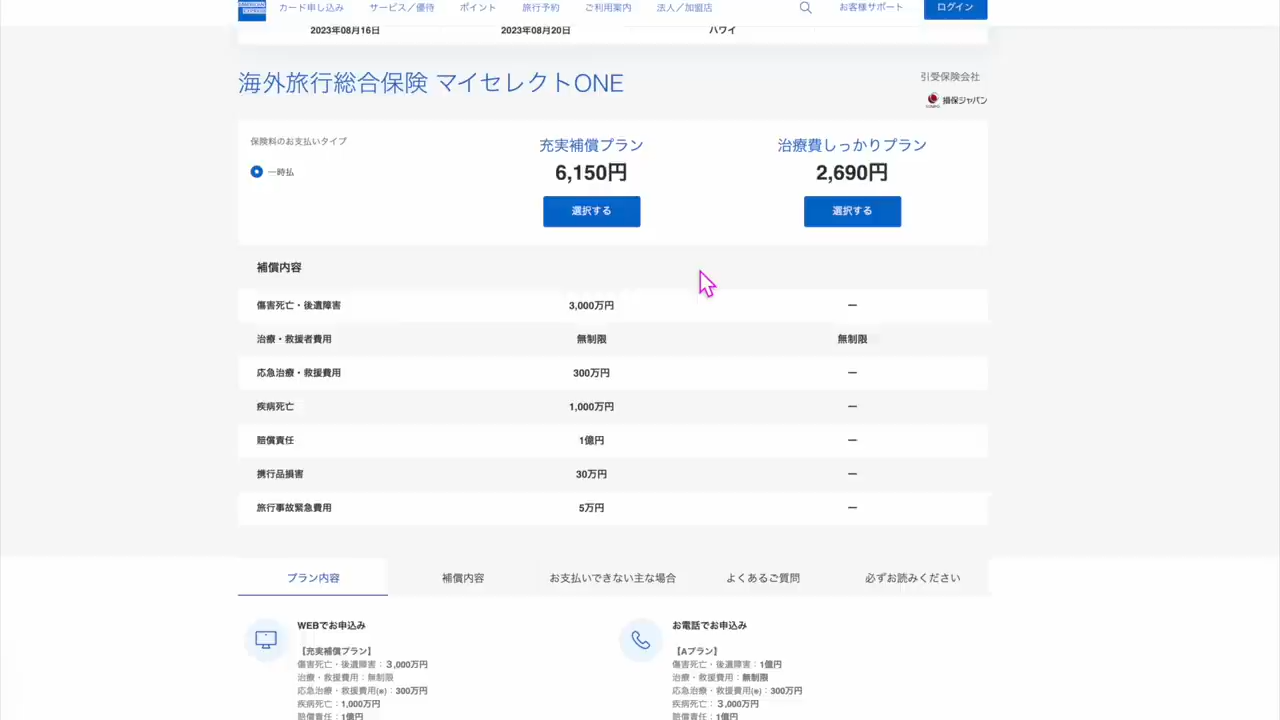 AMERICAN EXPRESS
カード申し込み サービス／優待 ポイント 旅行予約 ご利用案内 法人／加盟店 お客様サポート ログイン
2023年08月16日 2023年08月20日 ハワイ
海外旅行総合保険 マイセレクトONE
引受保険会社
損保ジャパン
保険料のお支払いタイプ
一時払
充実補償プラン 治療費しっかりプラン
6,150円 2,690円
選択する 選択する
補償内容
傷害死亡・後遺障害 3,000万円 ー
治療・救援者費用 無制限 無制限
応急治療・救援費用 300万円 ー
疾病死亡 1,000万円 ー
賠償責任 1億円 ー
携行品損害 30万円 ー
旅行事故緊急費用 5万円 ー
プラン内容 補償内容 お支払いできない主な場合 よくあるご質問 必ずお読みください
WEBでお申込み
【充実補償プラン】
傷害死亡・後遺障害：３,000万円
治療・救援費用：無制限
応急治療・救援費用(※)：300万円
疾病死亡：1,000万円
賠償責任：1億円
お電話でお申込み
【Aプラン】
傷害死亡・後遺障害：1億円
治療・救援費用：無制限
応急治療・救援費用(※)：300万円
疾病死亡：３,000万円
賠償責任：1億円